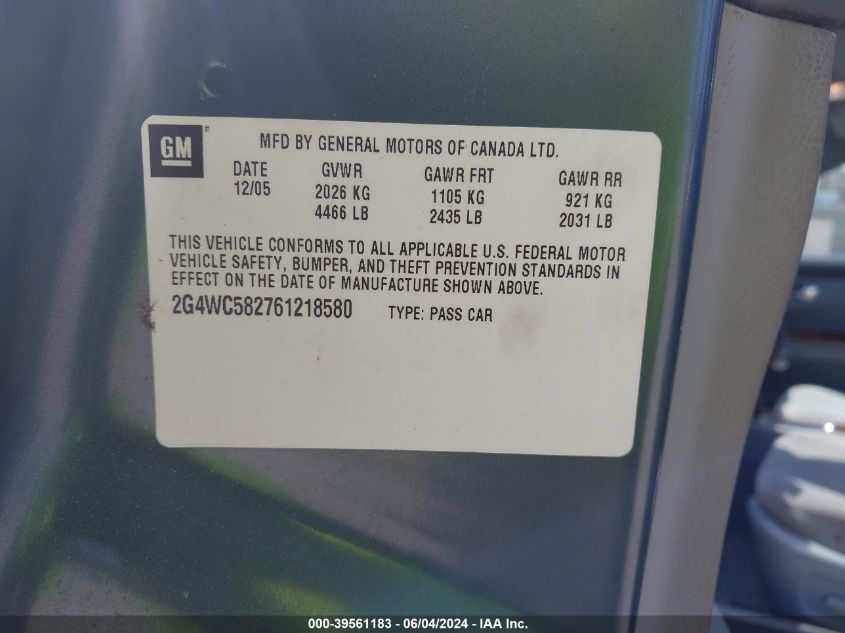 GM
MFD BY GENERAL MOTORS OF CANADA LTD.
DATE GVWR GAWR FRT GAWR RR
12/05 2026 KG 1105 KG 921 KG
4466 LB 2435 LB 2031 LB
THIS VEHICLE CONFORMS TO ALL APPLICABLE U.S. FEDERAL MOTOR
VEHICLE SAFETY, BUMPER, AND THEFT PREVENTION STANDARDS IN
EFFECT ON THE DATE OF MANUFACTURE SHOWN ABOVE.
2G4WC582761218580 TYPE: PASS CAR
000-39561183 - 06/04/2024 - IAA Inc.